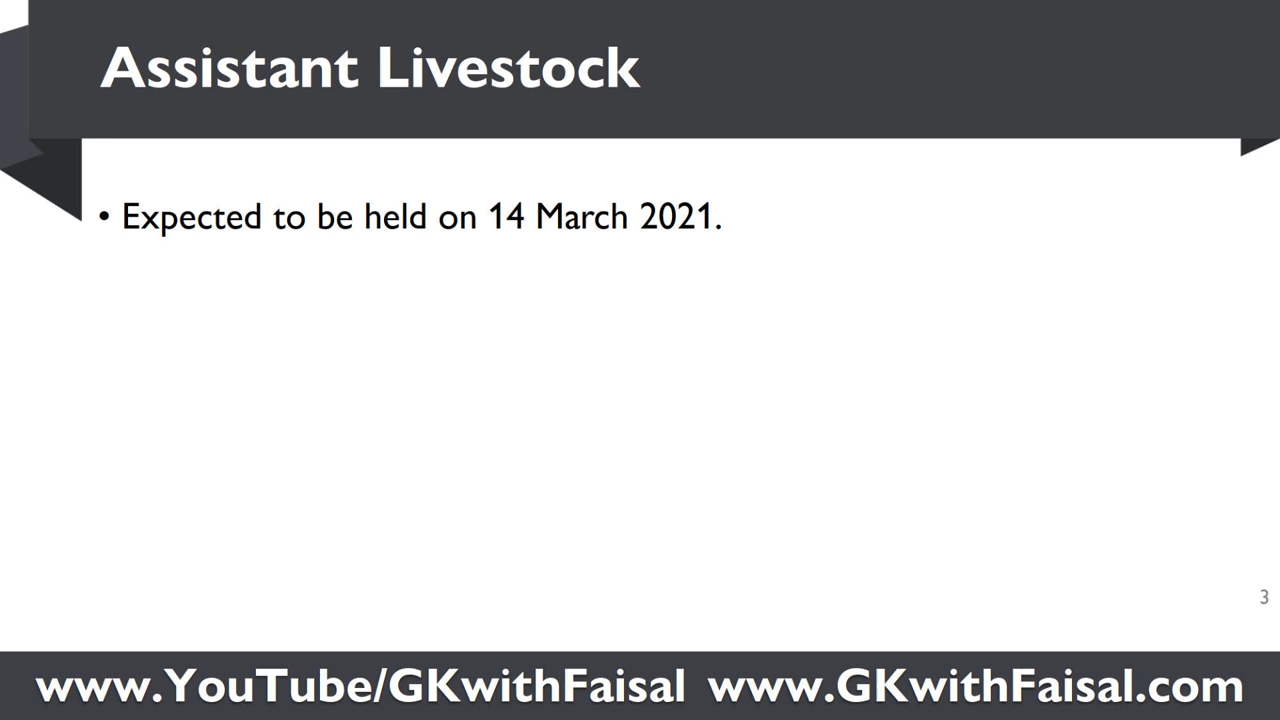 Assistant Livestock
• Expected to be held on 14 March 2021.
3
www.YouTube/GKwithFaisal www.GKwithFaisal.com